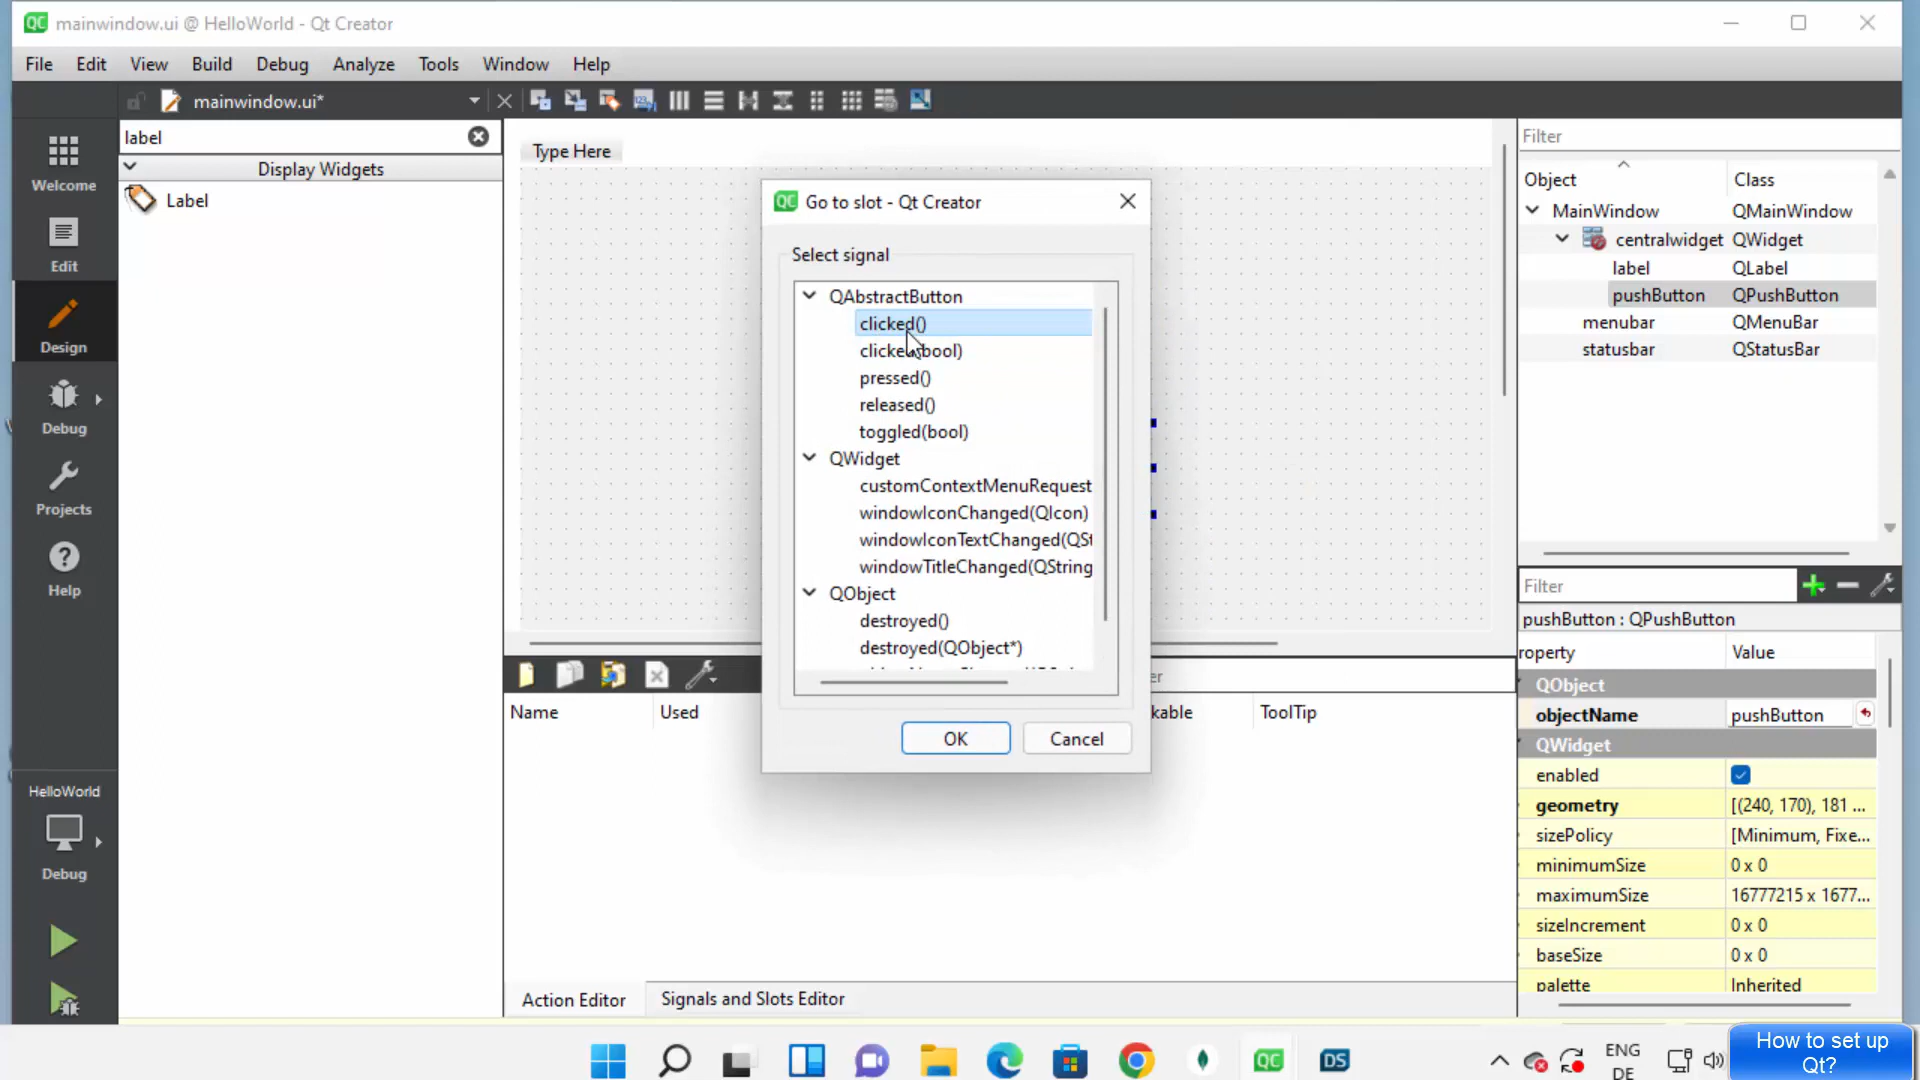 mainwindow.ui @ HelloWorld - Qt Creator
File Edit View Build Debug Analyze Tools Window Help
mainwindow.ui*
label
Display Widgets
Label
Welcome
Edit
Design
Debug
Projects
Help
HelloWorld
Debug
Type Here
Go to slot - Qt Creator
Select signal
QAbstractButton
clicked()
clicked(bool)
pressed()
released()
toggled(bool)
QWidget
customContextMenuRequest
windowIconChanged(QIcon)
windowIconTextChanged(QSt
windowTitleChanged(QString
QObject
destroyed()
destroyed(QObject*)
OK Cancel
er
Name Used kable ToolTip
Action Editor Signals and Slots Editor
Filter
Object Class
MainWindow QMainWindow
centralwidget QWidget
label QLabel
pushButton QPushButton
menubar QMenuBar
statusbar QStatusBar
Filter
pushButton : QPushButton
roperty Value
QObject
objectName pushButton
QWidget
enabled
geometry [(240, 170), 181 ...
sizePolicy [Minimum, Fixe...
minimumSize 0 x 0
maximumSize 16777215 x 1677...
sizeIncrement 0 x 0
baseSize 0 x 0
palette Inherited
QC
DS
ENG
DE
How to set up
Qt?